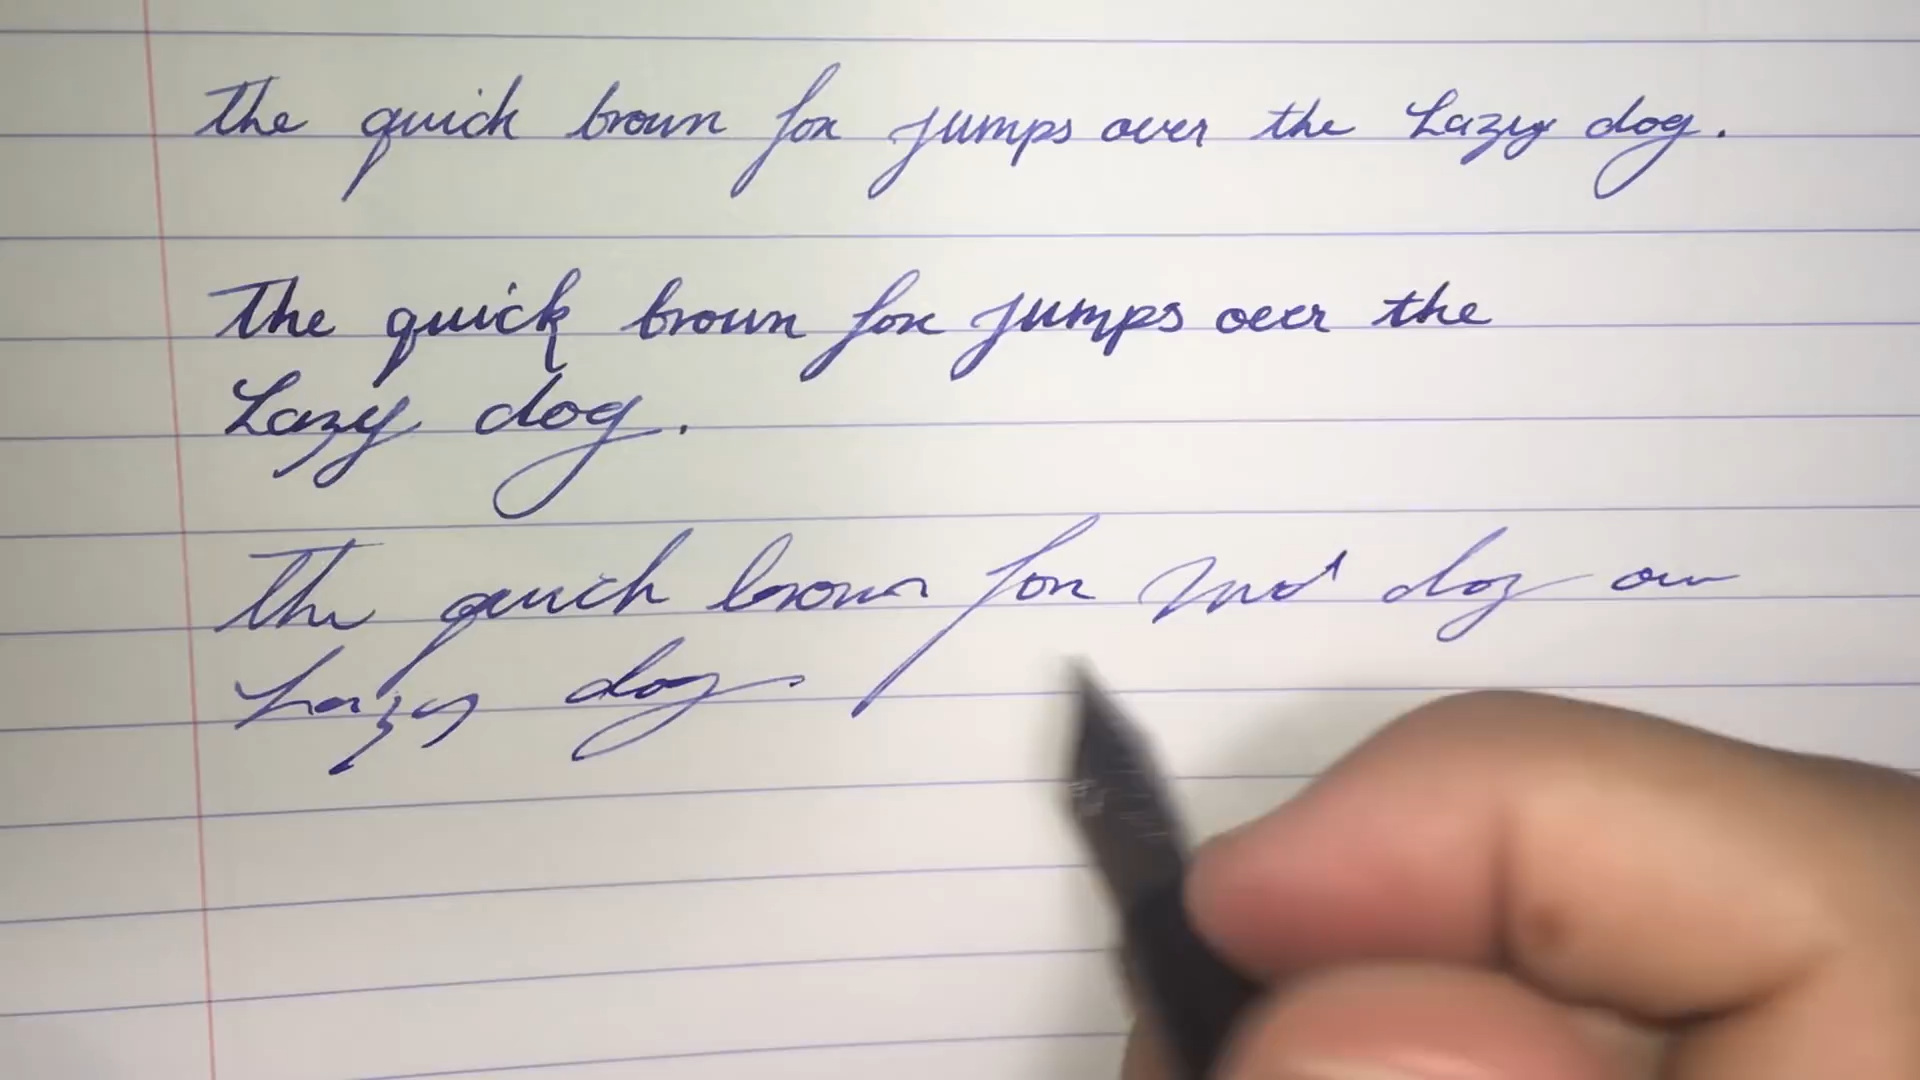 The quick brown fox jumps over the Lazy dog.
The quick brown fox jumps over the
Lazy dog.
The quick brown fox dog
Lazy dog